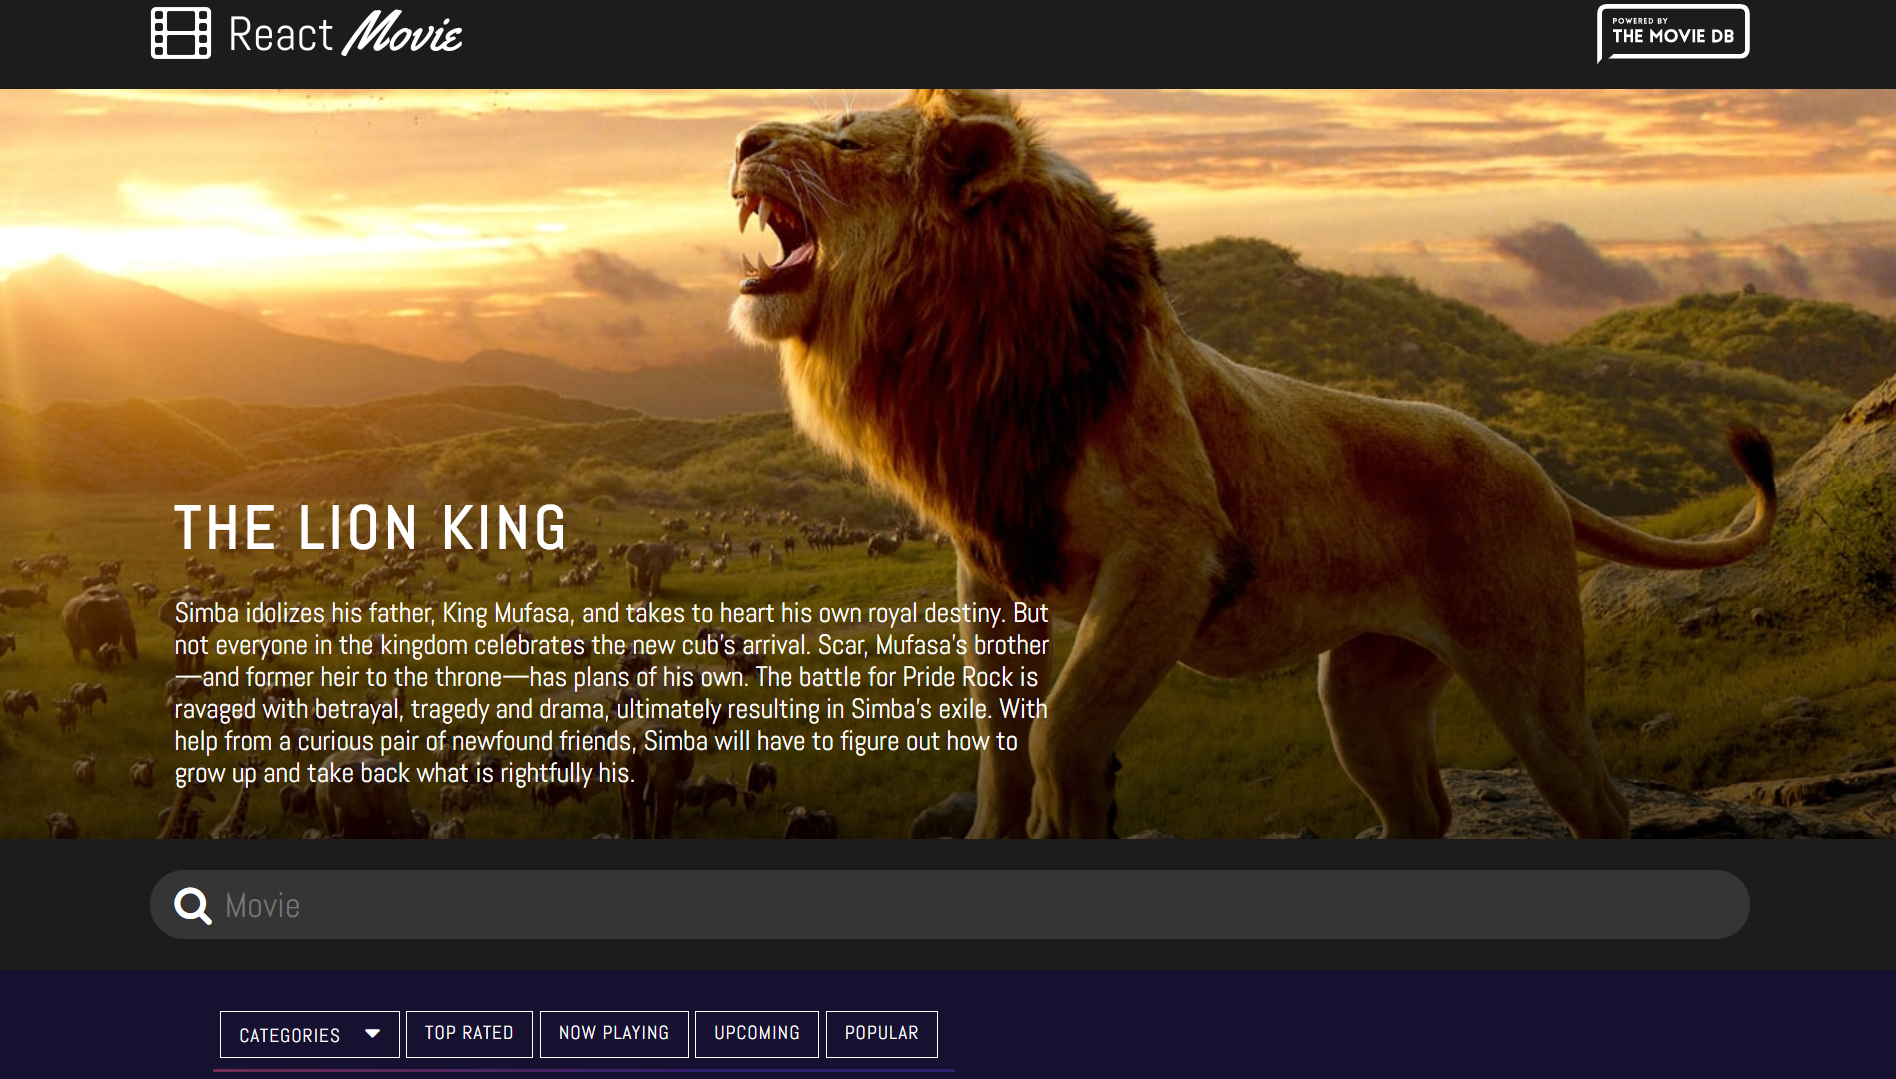 React Movie
POWERED BY
THE MOVIE DB
THE LION KING
Simba idolizes his father, King Mufasa, and takes to heart his own royal destiny. But
not everyone in the kingdom celebrates the new cub's arrival. Scar, Mufasa's brother
—and former heir to the throne—has plans of his own. The battle for Pride Rock is
ravaged with betrayal, tragedy and drama, ultimately resulting in Simba's exile. With
help from a curious pair of newfound friends, Simba will have to figure out how to
grow up and take back what is rightfully his.
Movie
CATEGORIES
TOP RATED
NOW PLAYING
UPCOMING
POPULAR